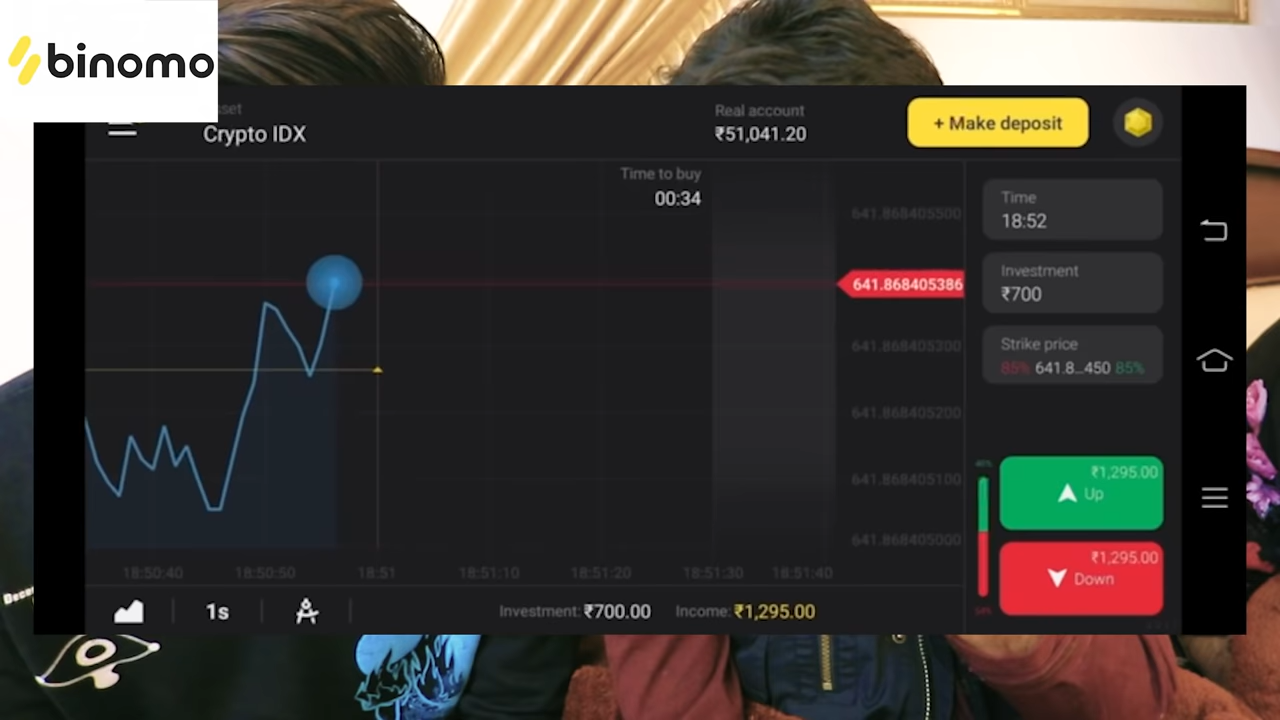 binomo
Crypto IDX
Real account
₹51,041.20
+ Make deposit
Time to buy
00:34
641.868405500
641.868405386
641.868405300
641.868405200
641.868405100
641.868405000
Time
18:52
Investment
₹700
Strike price
85% 641.8...450 85%
₹1,295.00
Up
₹1,295.00
Down
18:50:40 18:50:50 18:51 18:51:10 18:51:20 18:51:30 18:51:40
1s
Investment: ₹700.00 Income: ₹1,295.00